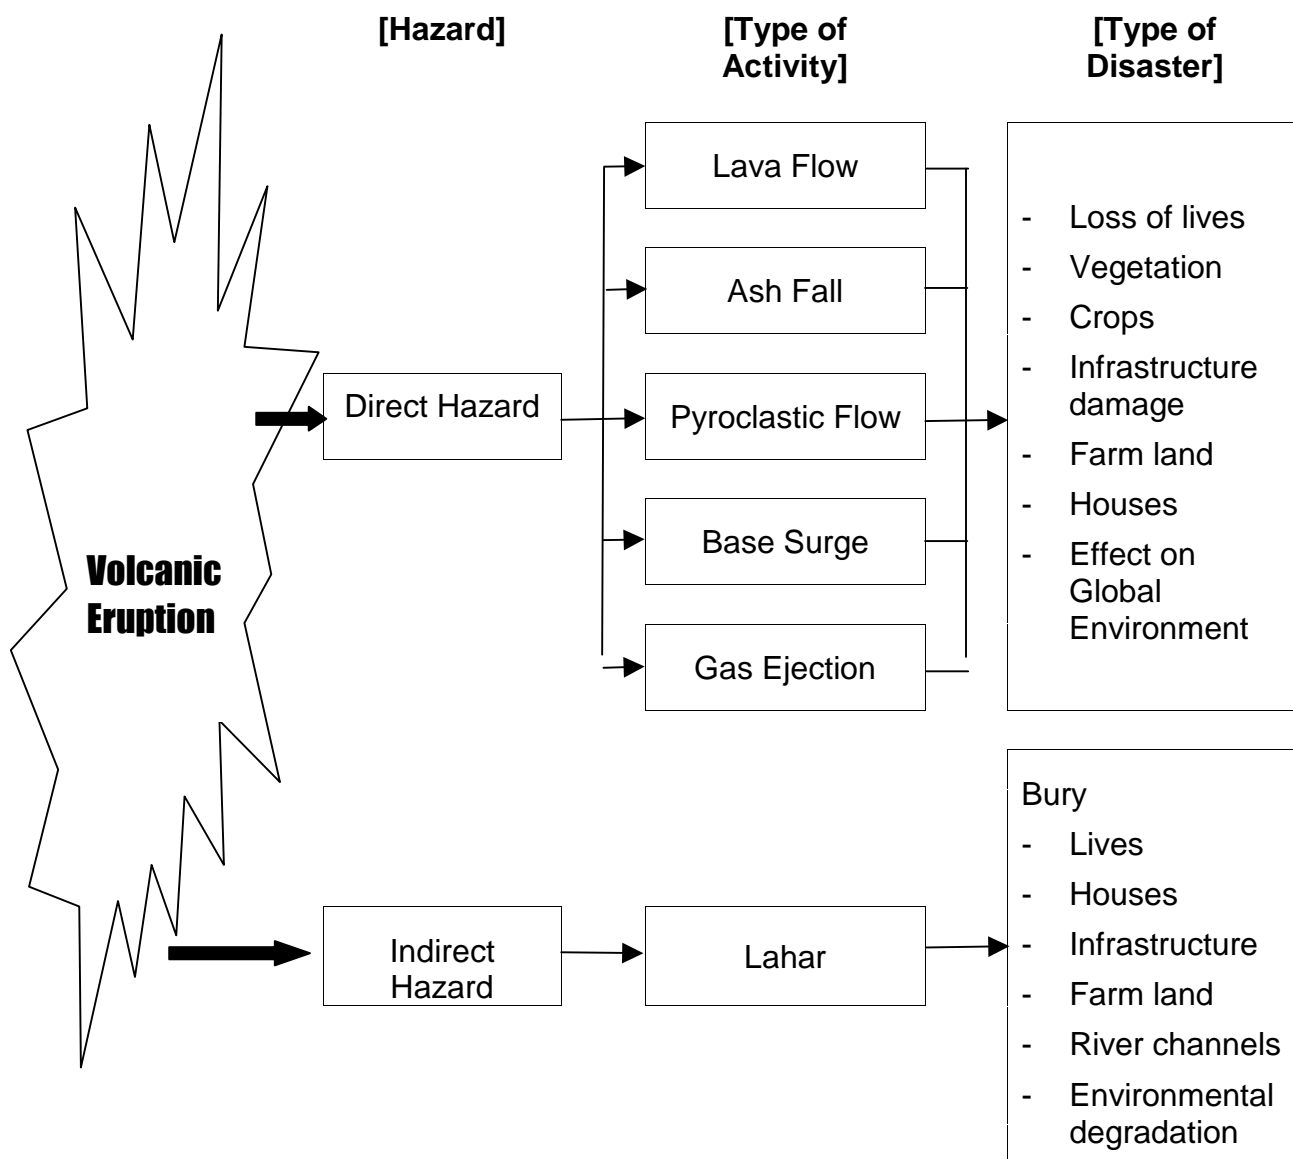 [Hazard]
[Type of
Activity]
[Type of
Disaster]
Volcanic
Eruption
Direct Hazard
Lava Flow
Ash Fall
Pyroclastic Flow
Base Surge
Gas Ejection
- Loss of lives
- Vegetation
- Crops
- Infrastructure
damage
- Farm land
- Houses
- Effect on
Global
Environment
Indirect
Hazard
Lahar
Bury
- Lives
- Houses
- Infrastructure
- Farm land
- River channels
- Environmental
degradation